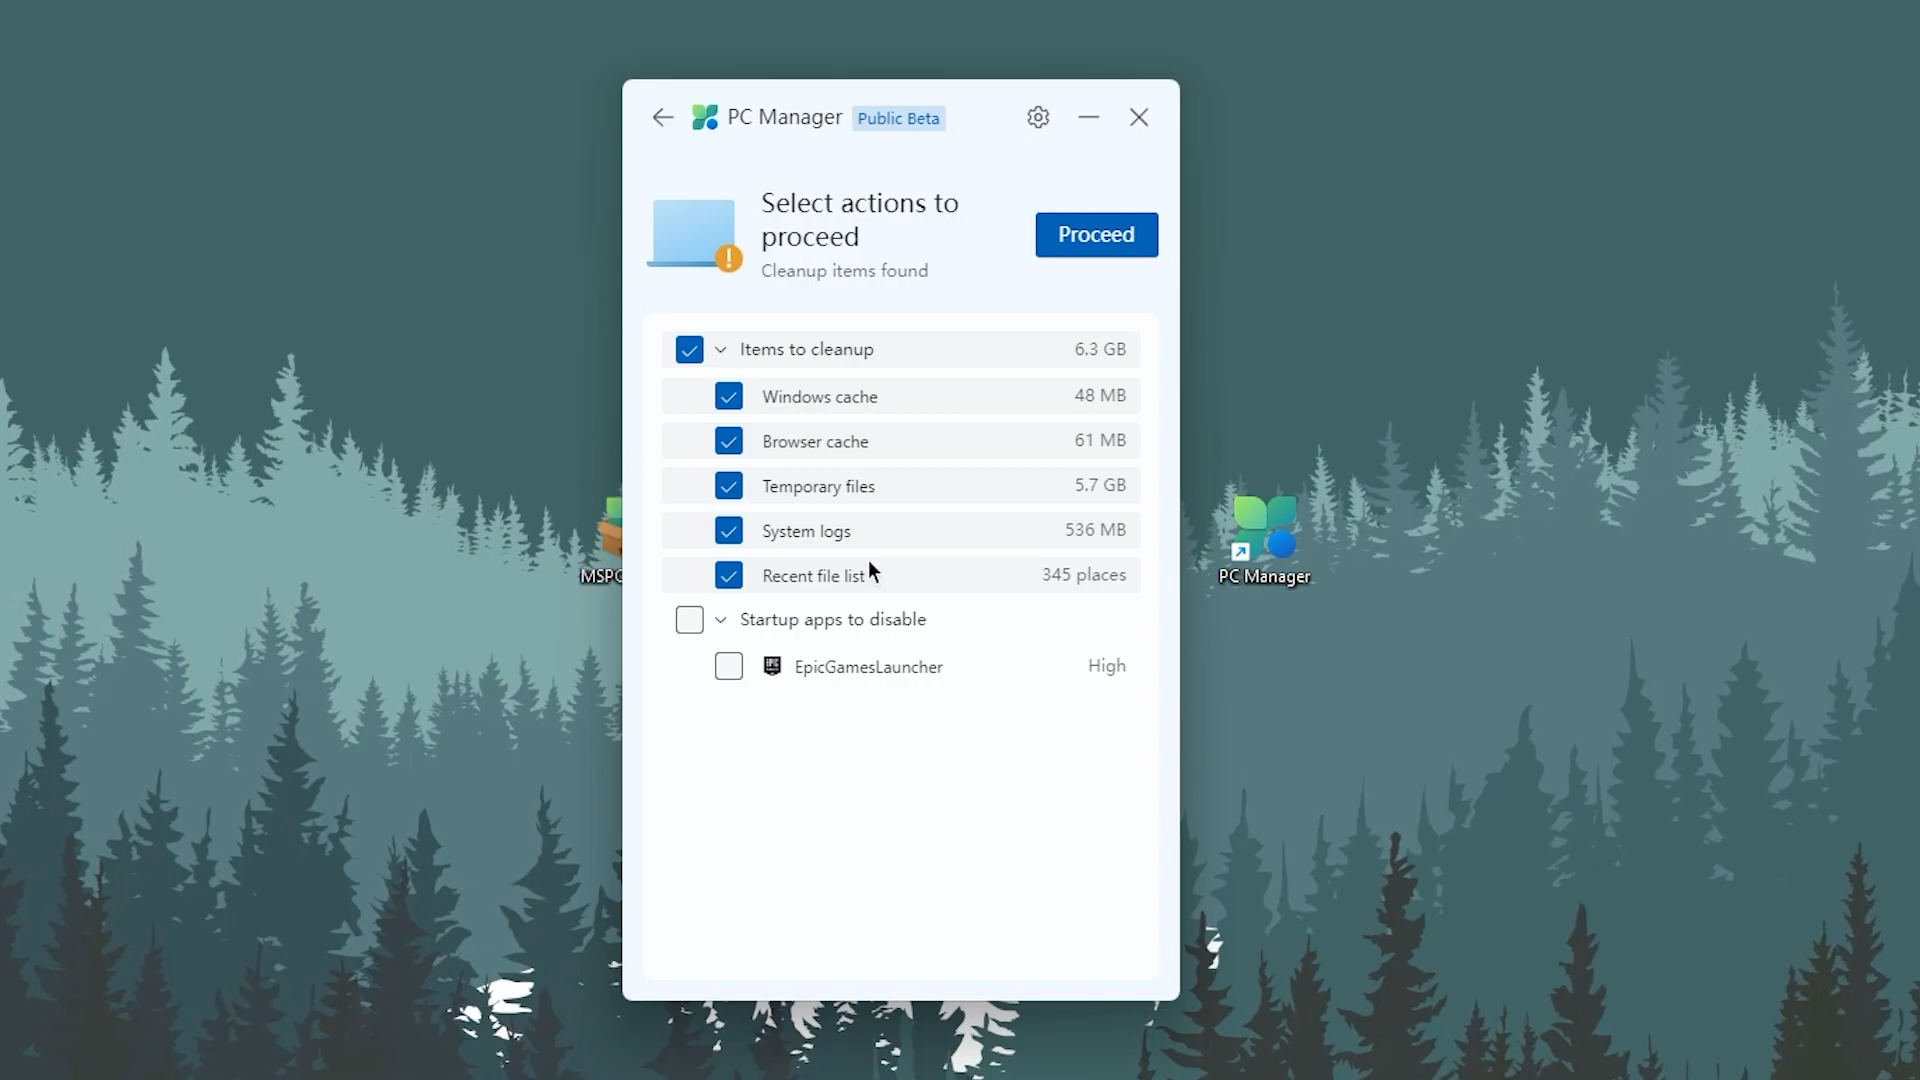 PC Manager Public Beta
Select actions to
proceed
Proceed
Cleanup items found
Items to cleanup 6.3 GB
Windows cache 48 MB
Browser cache 61 MB
Temporary files 5.7 GB
System logs 536 MB
Recent file list 345 places
Startup apps to disable
EPIC EpicGamesLauncher High
MSPC
PC Manager